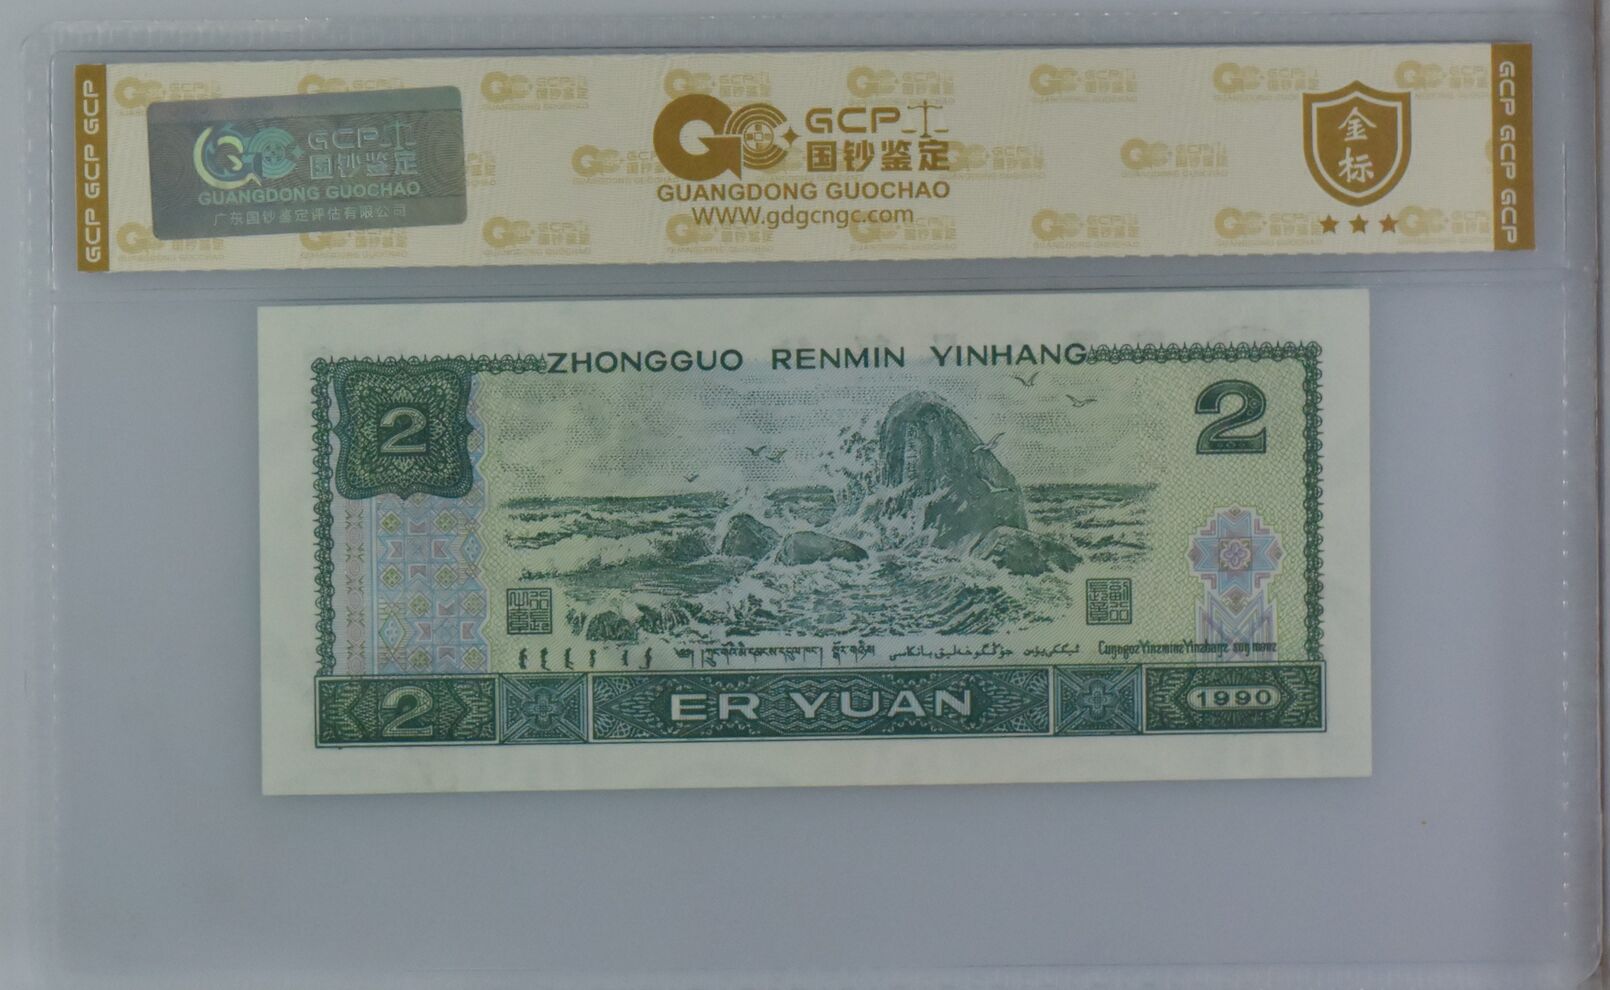 GCP GCP GCP
GCP
国钞鉴定
GUANGDONG GUOCHAO
广东国钞鉴定评估有限公司
GCP
国钞鉴定
GUANGDONG GUOCHAO
WWW.gdgcngc.com
金标
GCP GCP GCP
ZHONGGUO RENMIN YINHANG
2
2
2
ER YUAN
1990